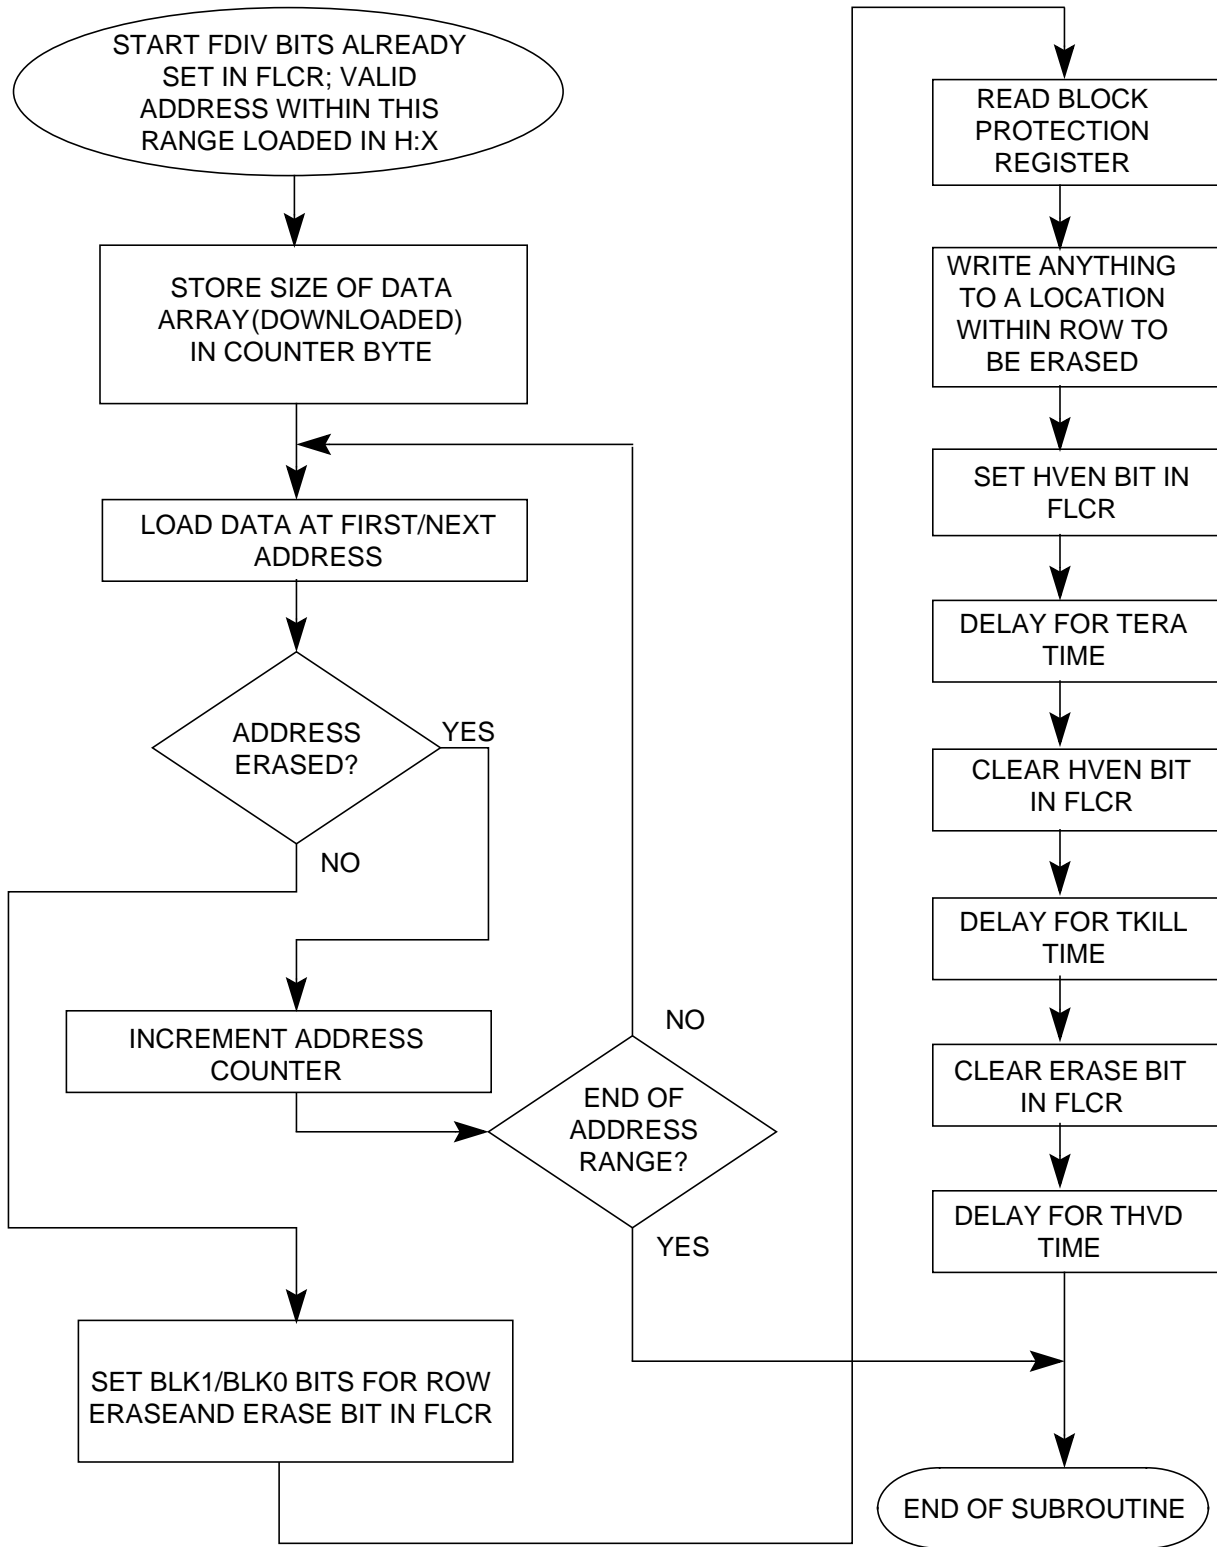 START FDIV BITS ALREADY
SET IN FLCR; VALID
ADDRESS WITHIN THIS
RANGE LOADED IN H:X
STORE SIZE OF DATA
ARRAY(DOWNLOADED)
IN COUNTER BYTE
LOAD DATA AT FIRST/NEXT
ADDRESS
ADDRESS
ERASED?
YES
NO
INCREMENT ADDRESS
COUNTER
END OF
ADDRESS
RANGE?
NO
YES
SET BLK1/BLK0 BITS FOR ROW
ERASEAND ERASE BIT IN FLCR
READ BLOCK
PROTECTION
REGISTER
WRITE ANYTHING
TO A LOCATION
WITHIN ROW TO
BE ERASED
SET HVEN BIT IN
FLCR
DELAY FOR TERA
TIME
CLEAR HVEN BIT
IN FLCR
DELAY FOR TKILL
TIME
CLEAR ERASE BIT
IN FLCR
DELAY FOR THVD
TIME
END OF SUBROUTINE